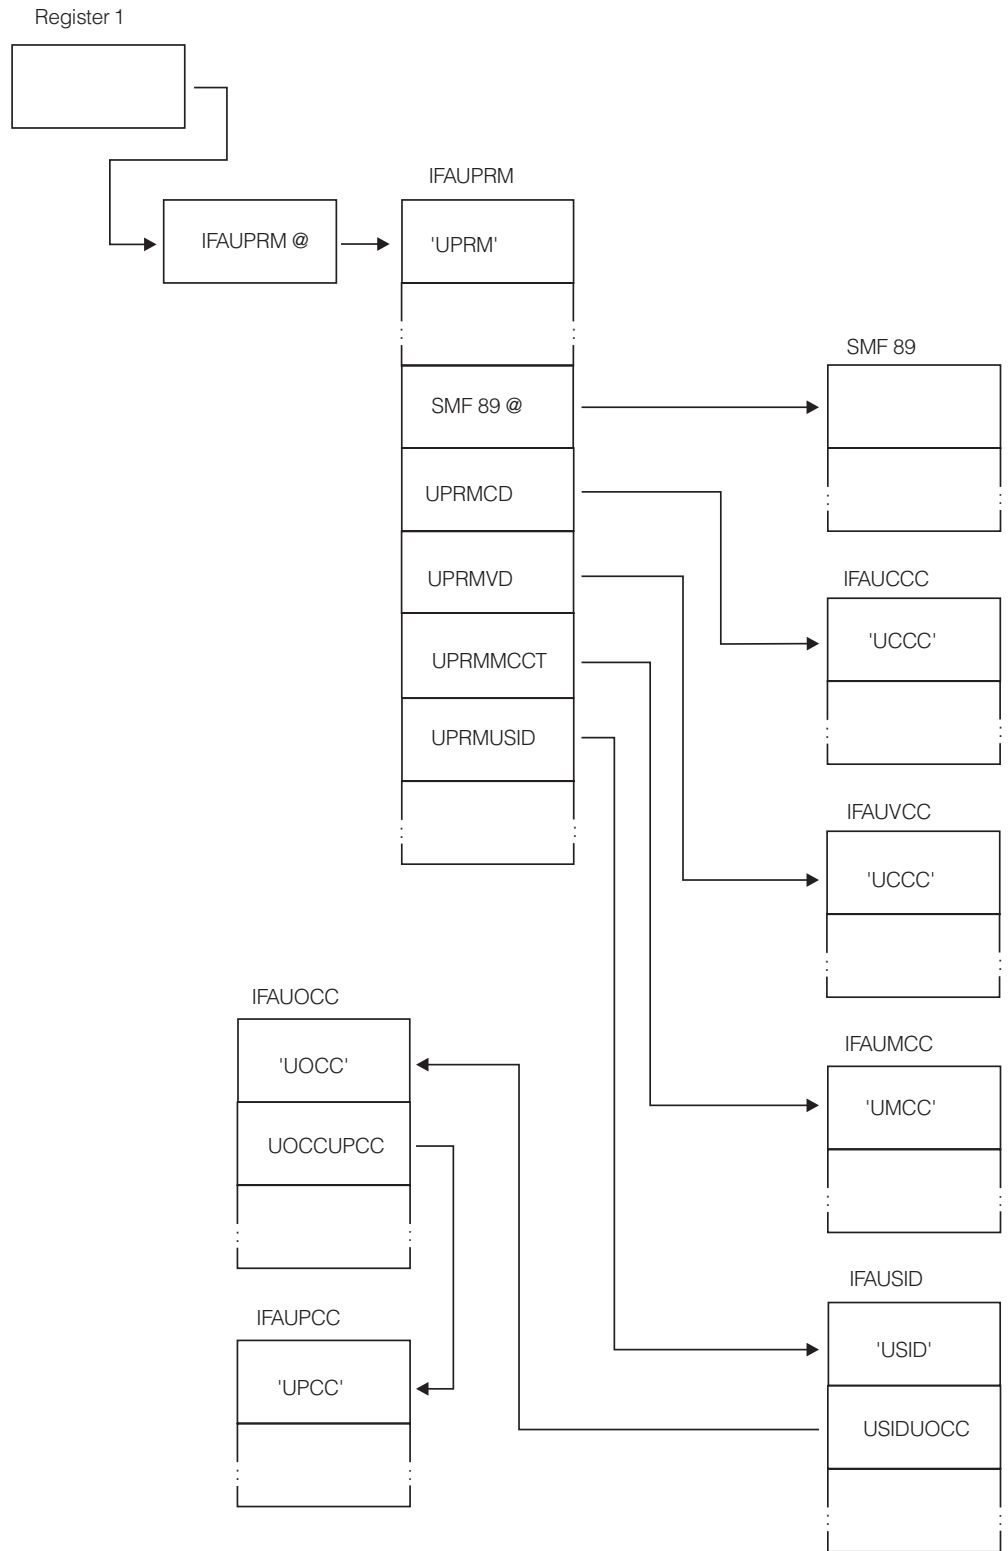 Register 1
IFAUPRM
IFAUPRM @
'UPRM'
SMF 89
SMF 89 @
UPRMCD
IFAUCCC
UPRMVD
'UCCC'
UPRMMCCT
UPRMUSID
IFAUVCC
'UCCC'
IFAUOCC
IFAUMCC
'UOCC'
'UMCC'
UOCCUPCC
IFAUSID
IFAUPCC
'USID'
'UPCC'
USIDUOCC